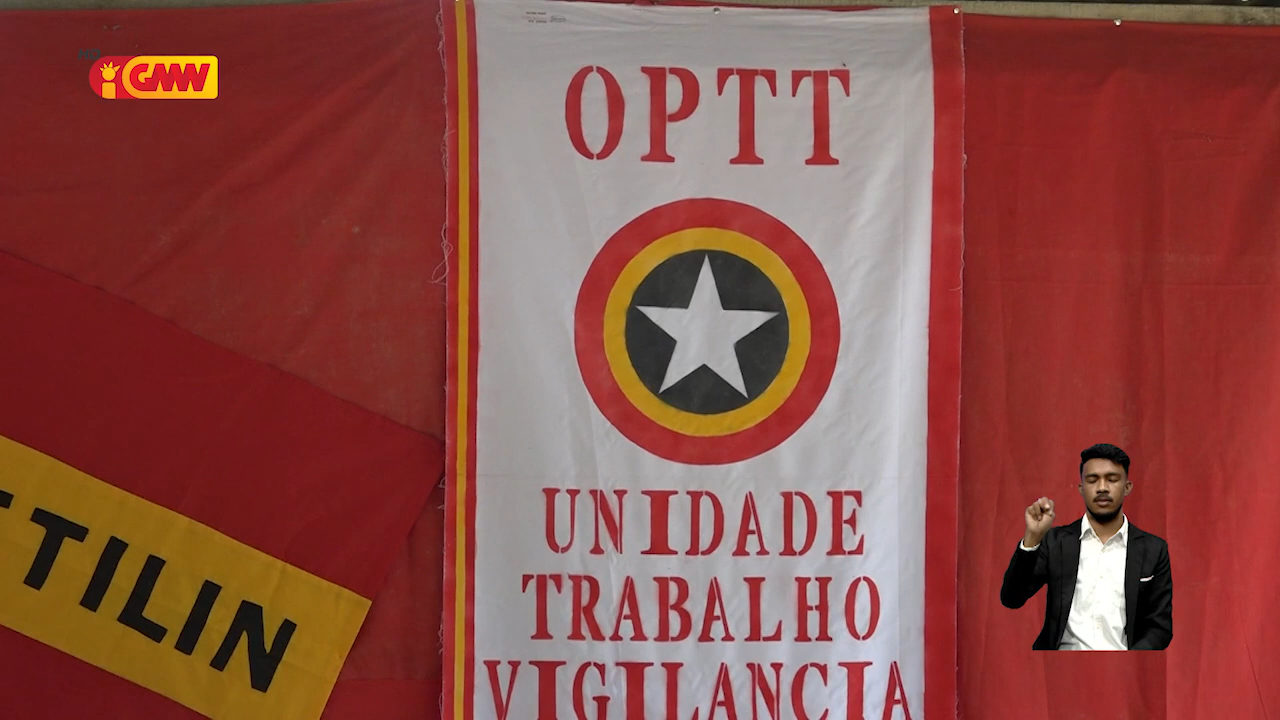 GMN
OPTT
UNIDADE
TRABALHO
VIGILANCIA
TILIN